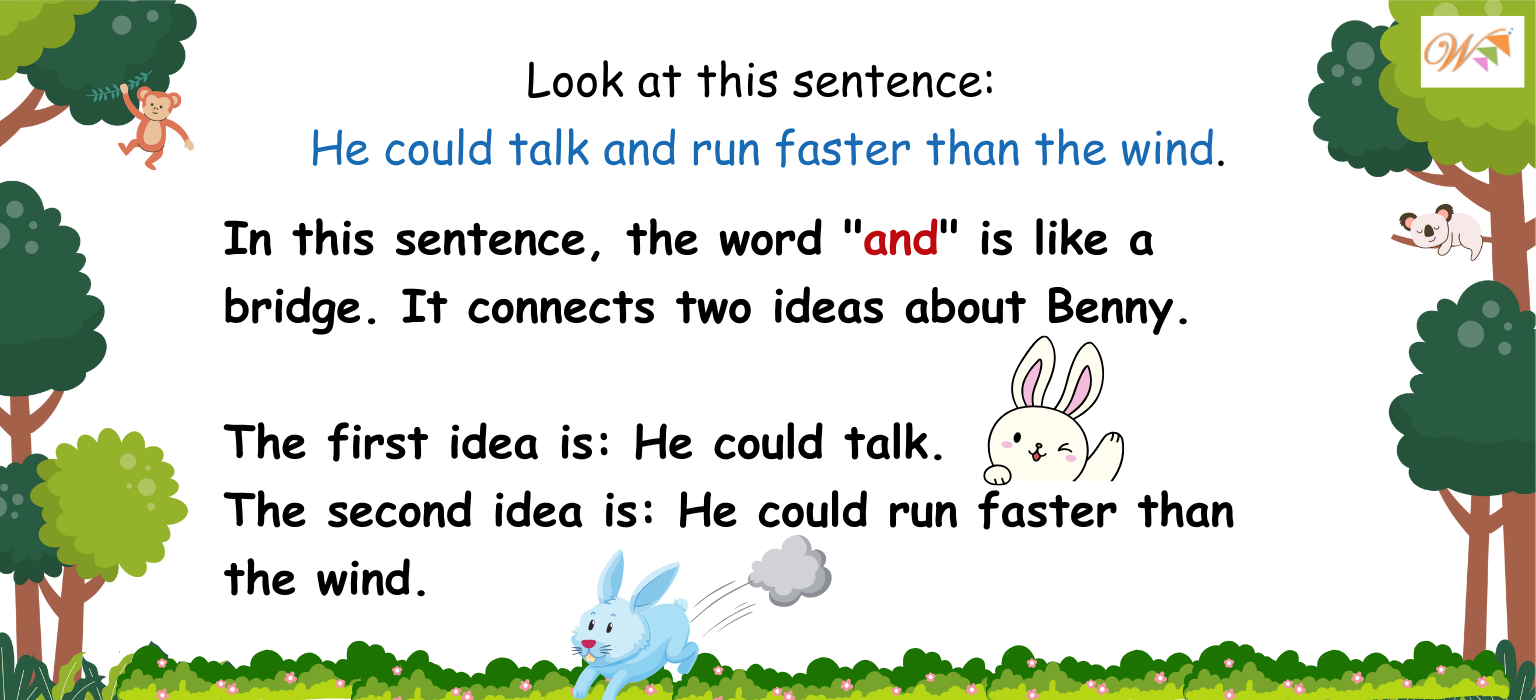 W
Look at this sentence:
He could talk and run faster than the wind.
In this sentence, the word "and" is like a
bridge. It connects two ideas about Benny.
The first idea is: He could talk.
The second idea is: He could run faster than
the wind.